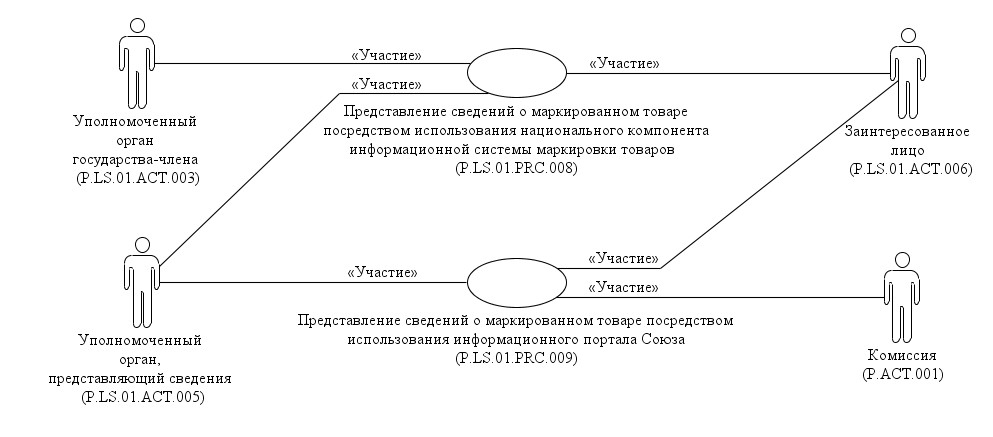 «Участие»
«Участие»
«Участие»
Уполномоченный
орган
государства-члена
(P.LS.01.ACT.003)
Представление сведений о маркированном товаре
посредством использования национального компонента
информационной системы маркировки товаров
(P.LS.01.PRC.008)
Заинтересованное
лицо
(P.LS.01.ACT.006)
«Участие»
«Участие»
«Участие»
Уполномоченный
орган,
представляющий сведения
(P.LS.01.ACT.005)
Представление сведений о маркированном товаре посредством
использования информационного портала Союза
(P.LS.01.PRC.009)
Комиссия
(P.ACT.001)